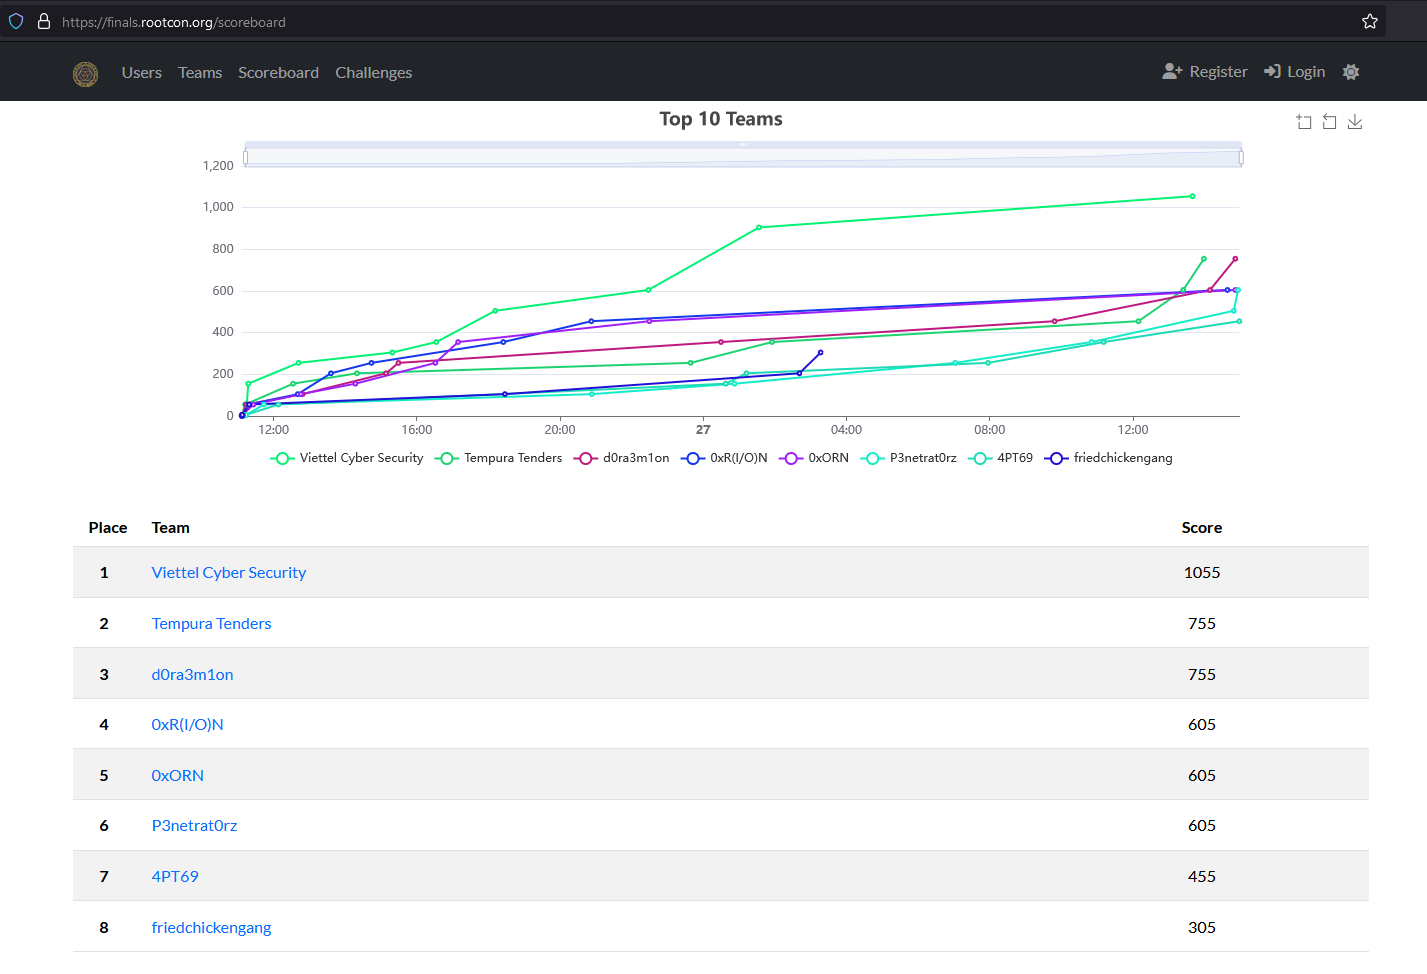 https://finals.rootcon.org/scoreboard
Users Teams Scoreboard Challenges Register Login
Top 10 Teams
1,200
1,000
800
600
400
200
0
12:00 16:00 20:00 27 04:00 08:00 12:00
Viettel Cyber Security Tempura Tenders d0ra3m1on 0xR(I/O)N 0xORN P3netrat0rz 4PT69 friedchickengang
Place Team Score
1 Viettel Cyber Security 1055
2 Tempura Tenders 755
3 d0ra3m1on 755
4 0xR(I/O)N 605
5 0xORN 605
6 P3netrat0rz 605
7 4PT69 455
8 friedchickengang 305